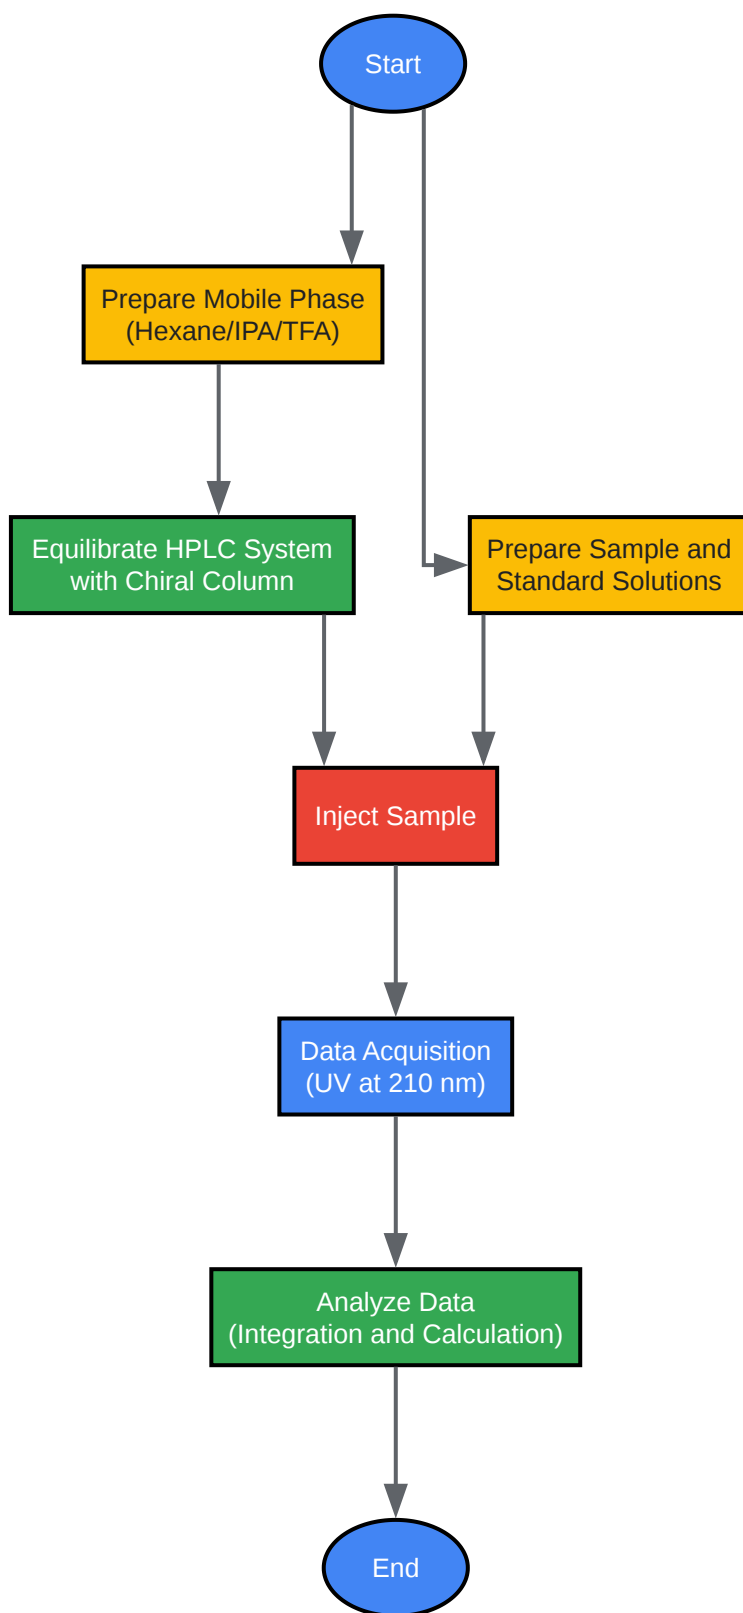 Start
Prepare Mobile Phase
(Hexane/IPA/TFA)
Equilibrate HPLC System
with Chiral Column
Prepare Sample and
Standard Solutions
Inject Sample
Data Acquisition
(UV at 210 nm)
Analyze Data
(Integration and Calculation)
End